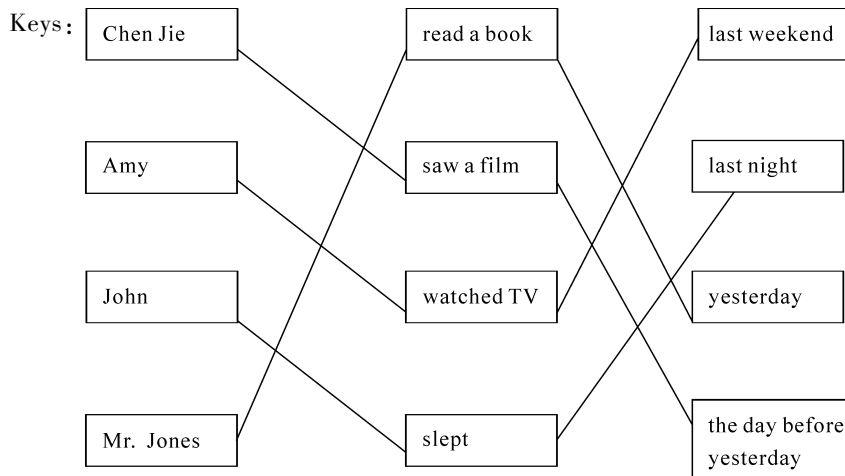 Keys:
Chen Jie
read a book
last weekend
Amy
saw a film
last night
John
watched TV
yesterday
Mr. Jones
slept
the day before
yesterday